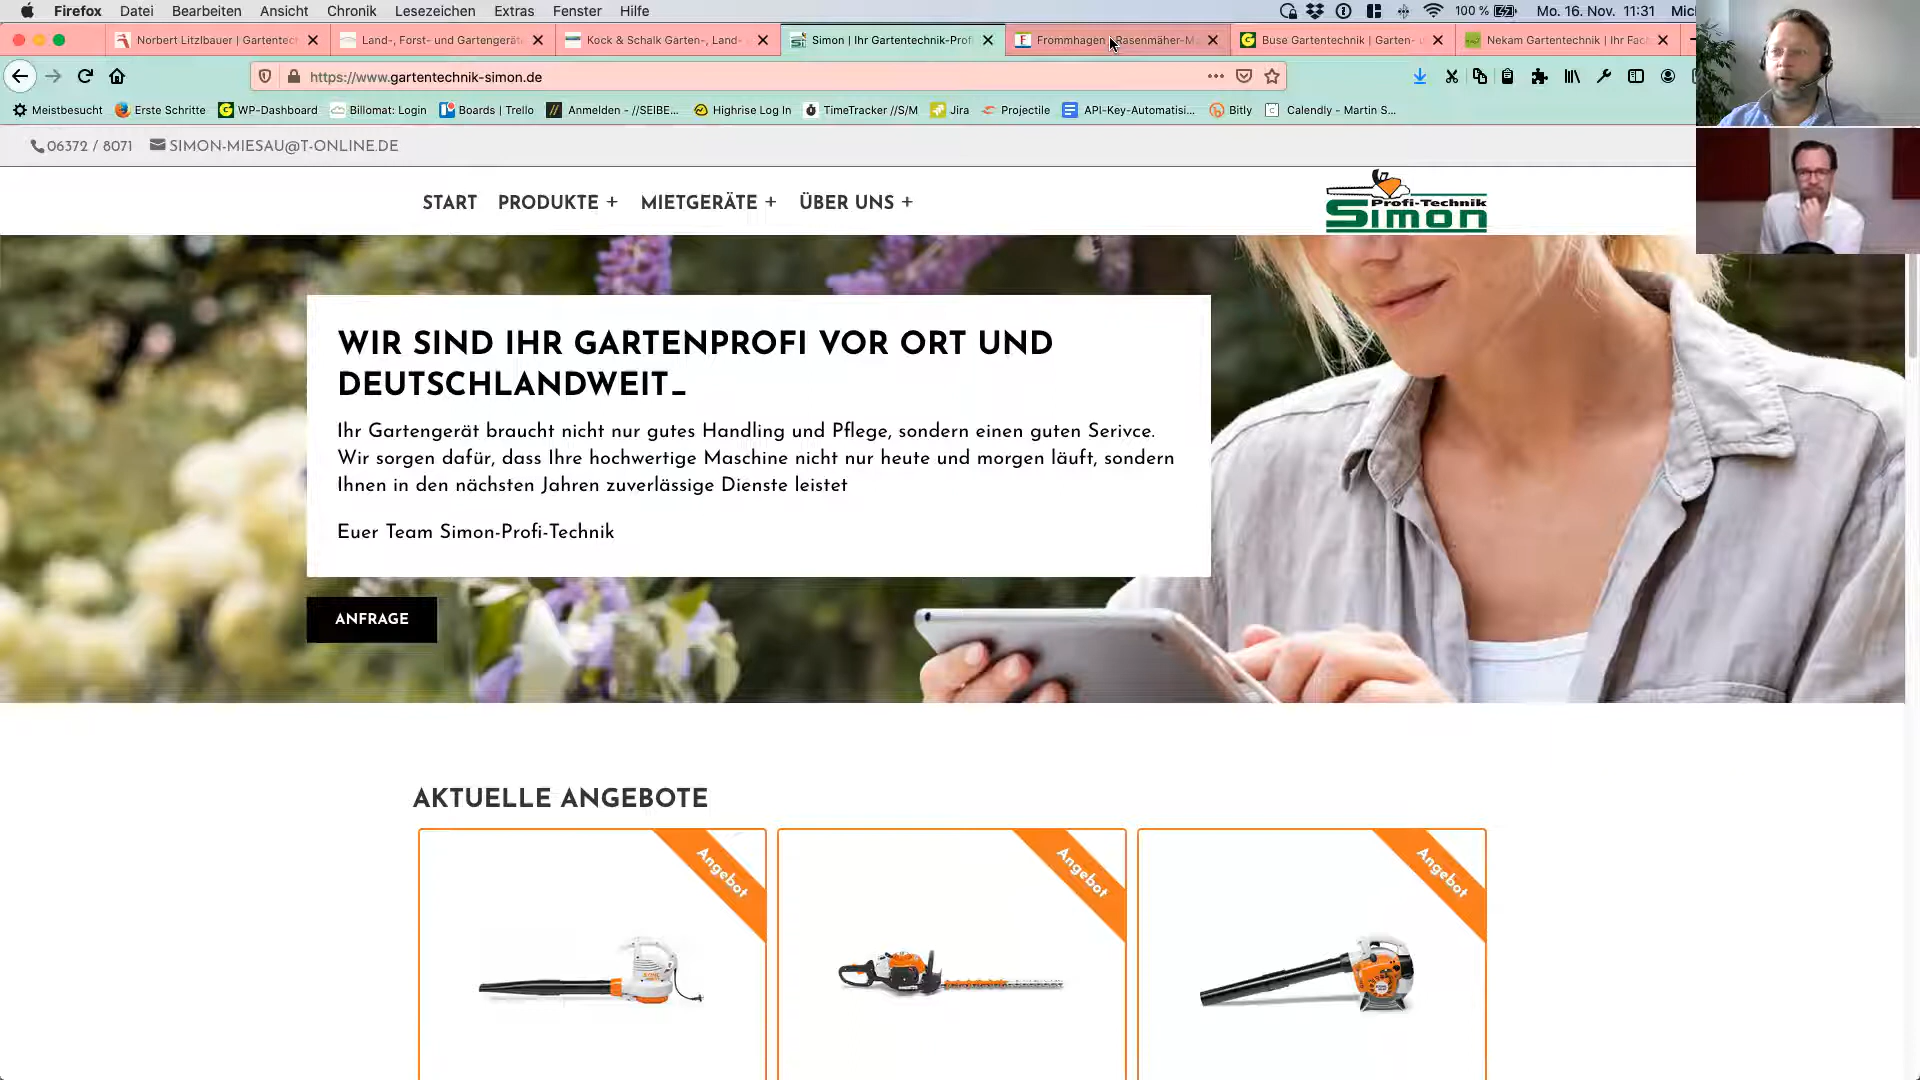 Firefox Datei Bearbeiten Ansicht Chronik Lesezeichen Extras Fenster Hilfe 100 % Mo. 16. Nov. 11:31
Norbert Litzlbauer | Gartentec Land-, Forst- und Gartengerät Kock & Schalk Garten-, Land- Simon | Ihr Gartentechnik-Prof Frommhagen Rasenmäher-M Buse Gartentechnik | Garten- Nekam Gartentechnik | Ihr Fac
https://www.gartentechnik-simon.de
Meistbesucht Erste Schritte WP-Dashboard Billomat: Login Boards | Trello Anmelden - //SEIBE... Highrise Log In TimeTracker //S/M Jira Projectile API-Key-Automatisi... Bitly Calendly - Martin S...
06372 / 8071 SIMON-MIESAU@T-ONLINE.DE
START PRODUKTE + MIETGERÄTE + ÜBER UNS +
Profi-Technik
Simon
WIR SIND IHR GARTENPROFI VOR ORT UND
DEUTSCHLANDWEIT_
Ihr Gartengerät braucht nicht nur gutes Handling und Pflege, sondern einen guten Serivce.
Wir sorgen dafür, dass Ihre hochwertige Maschine nicht nur heute und morgen läuft, sondern
Ihnen in den nächsten Jahren zuverlässige Dienste leistet
Euer Team Simon-Profi-Technik
ANFRAGE
AKTUELLE ANGEBOTE
Angebot Angebot Angebot